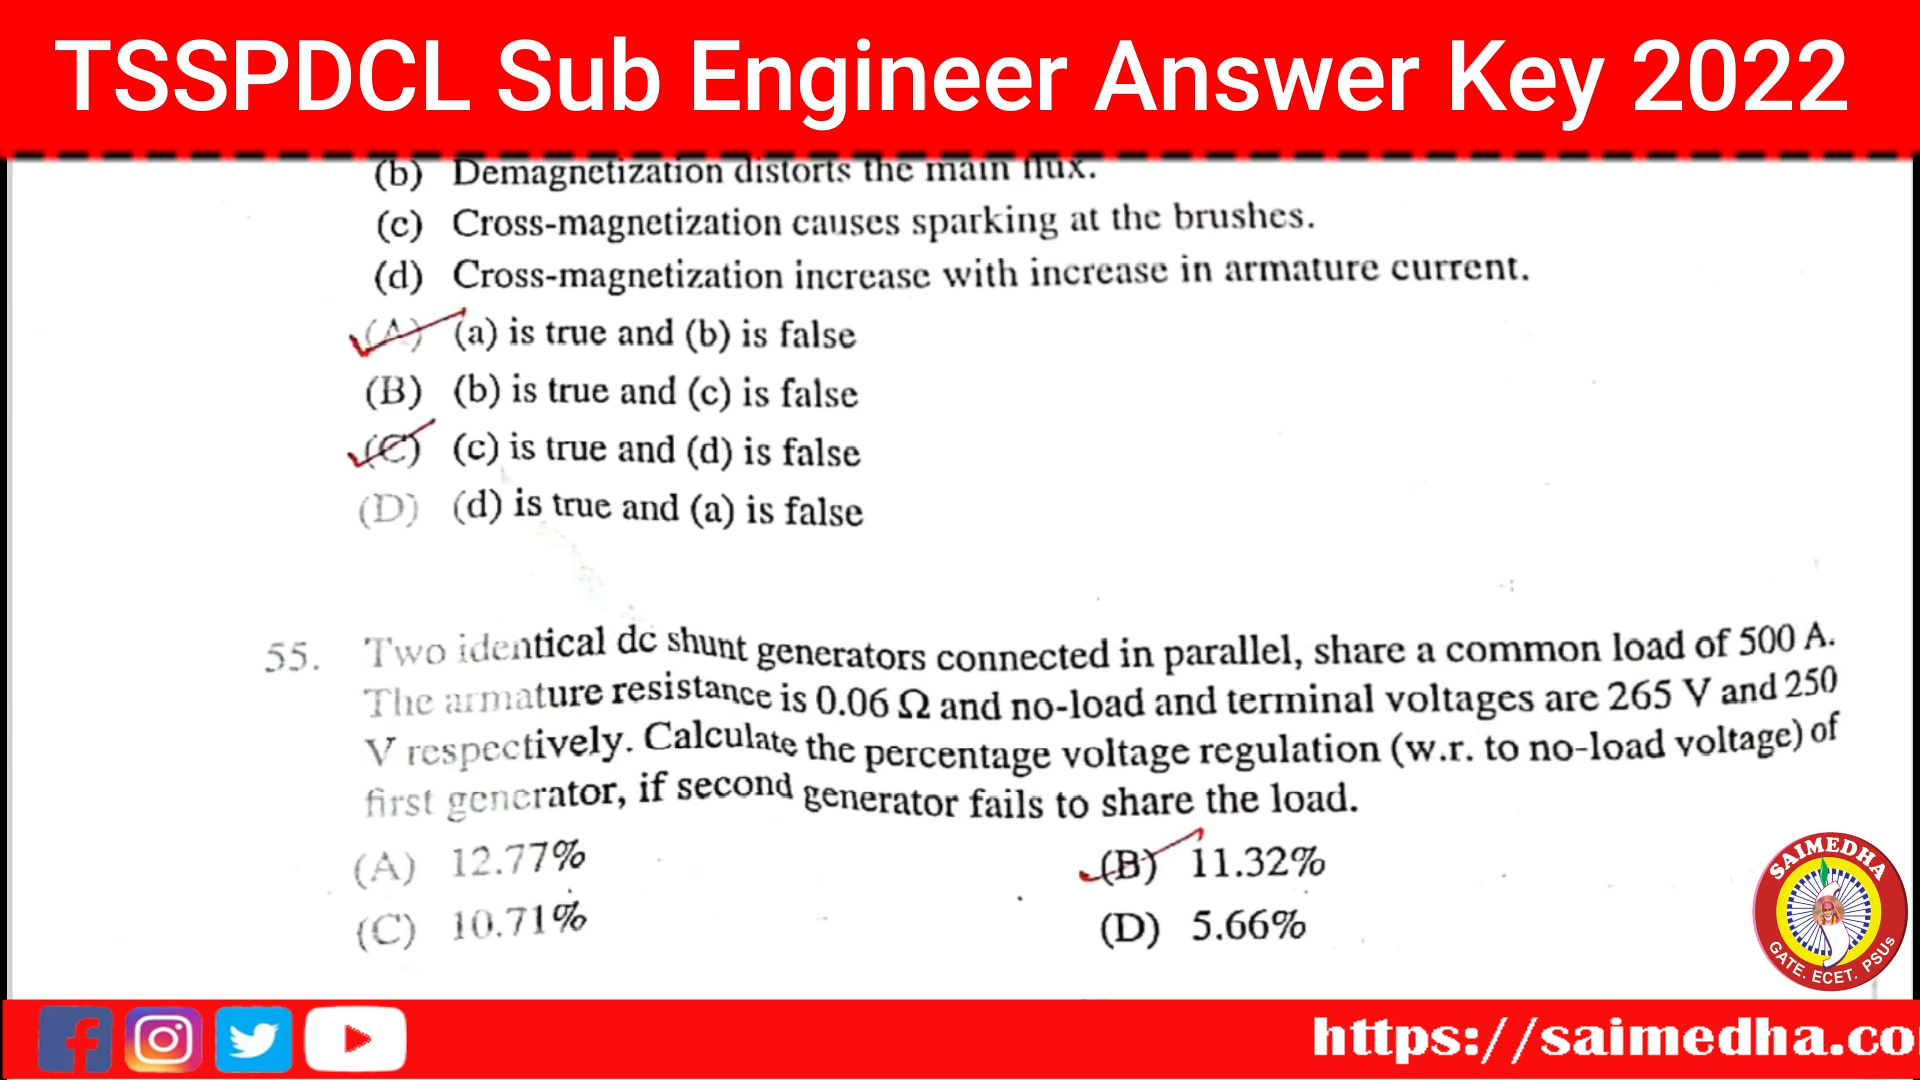 TSSPDCL Sub Engineer Answer Key 2022
(b) Demagnetization distorts the main flux.
(c) Cross-magnetization causes sparking at the brushes.
(d) Cross-magnetization increase with increase in armature current.
(A) (a) is true and (b) is false
(B) (b) is true and (c) is false
(C) (c) is true and (d) is false
(D) (d) is true and (a) is false
55. Two identical dc shunt generators connected in parallel, share a common load of 500 A.
The armature resistance is 0.06 Ω and no-load and terminal voltages are 265 V and 250
V respectively. Calculate the percentage voltage regulation (w.r. to no-load voltage) of
first generator, if second generator fails to share the load.
(A) 12.77% (B) 11.32%
(C) 10.71% (D) 5.66%
SAIMEDHA
GATE. ECET. PSUs
https://saimedha.co